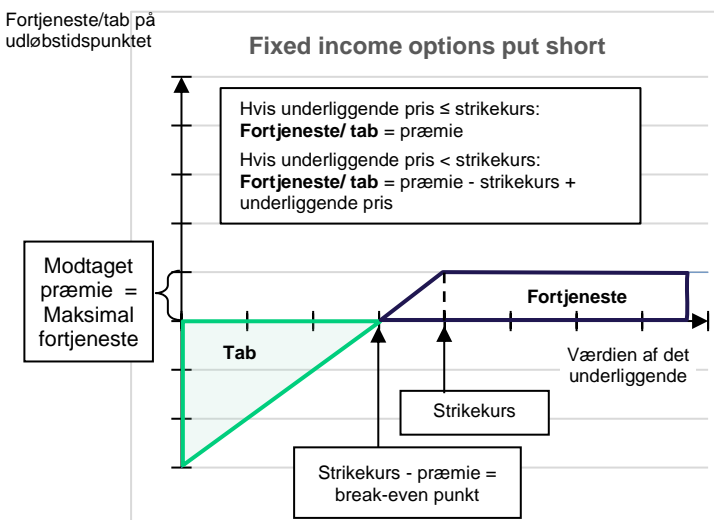 Fortjeneste/tab på
udløbstidspunktet
Fixed income options put short
Hvis underliggende pris ≤ strikekurs:
Fortjeneste/ tab = præmie
Hvis underliggende pris < strikekurs:
Fortjeneste/ tab = præmie - strikekurs +
underliggende pris
Modtaget
præmie =
Maksimal
fortjeneste
Fortjeneste
Tab
Værdien af det
underliggende
Strikekurs
Strikekurs - præmie =
break-even punkt